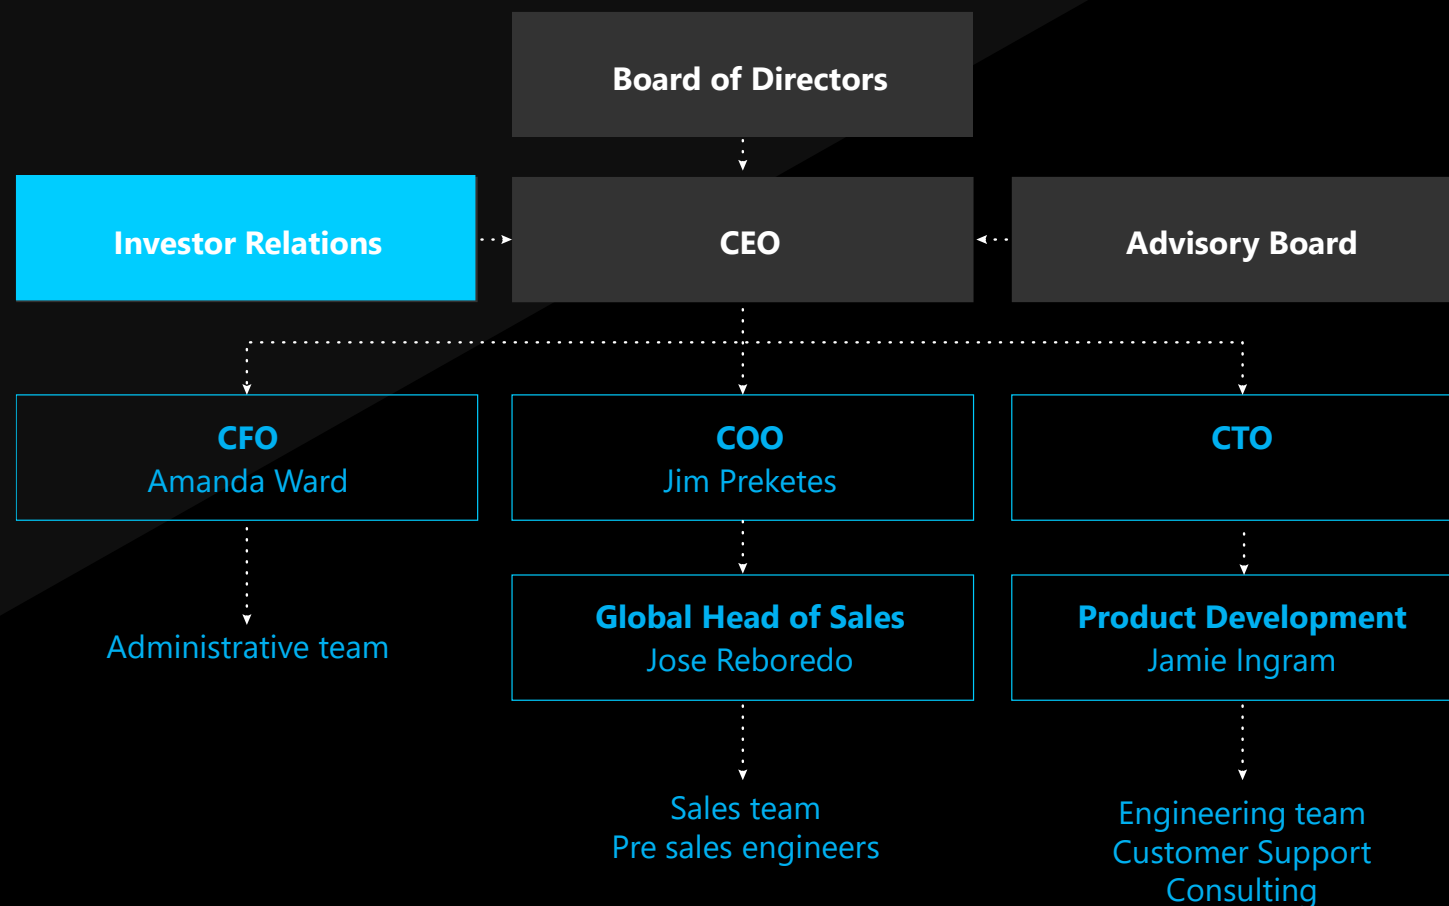 Board of Directors
Investor Relations
CEO
Advisory Board
CFO
Amanda Ward
COO
Jim Preketes
CTO
Global Head of Sales
Jose Reboredo
Product Development
Jamie Ingram
Administrative team
Sales team
Pre sales engineers
Engineering team
Customer Support
Consulting